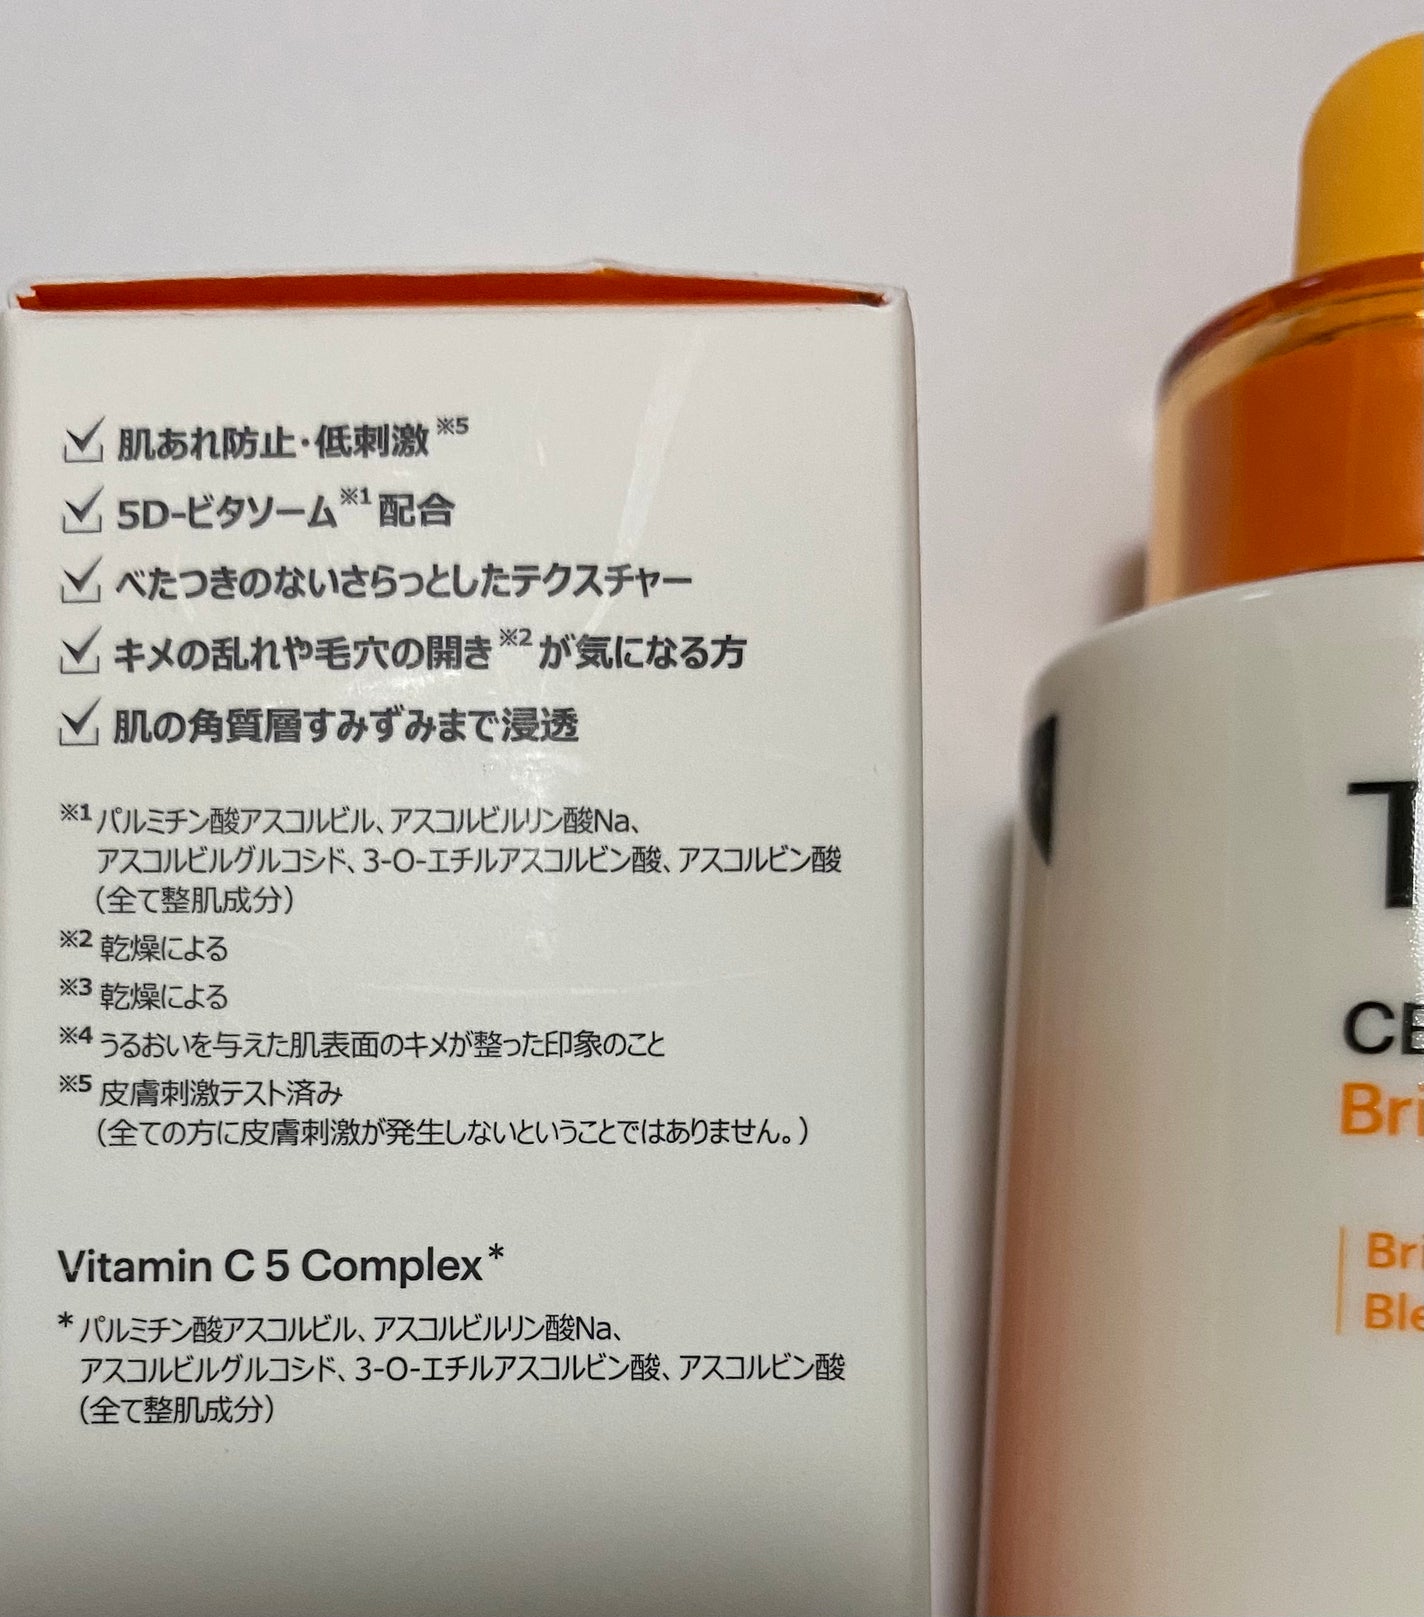 肌あれ防止・低刺激※5
5D-ビタソーム※1配合
べたつきのないさらっとしたテクスチャー
キメの乱れや毛穴の開き※2が気になる方
肌の角質層すみずみまで浸透
※1 パルミチン酸アスコルビル、アスコルビルリン酸Na、
アスコルビルグルコシド、3-O-エチルアスコルビン酸、アスコルビン酸
（全て整肌成分）
※2 乾燥による
※3 乾燥による
※4 うるおいを与えた肌表面のキメが整った印象のこと
※5 皮膚刺激テスト済み
（全ての方に皮膚刺激が発生しないということではありません。）
Vitamin C 5 Complex*
* パルミチン酸アスコルビル、アスコルビルリン酸Na、
アスコルビルグルコシド、3-O-エチルアスコルビン酸、アスコルビン酸
（全て整肌成分）